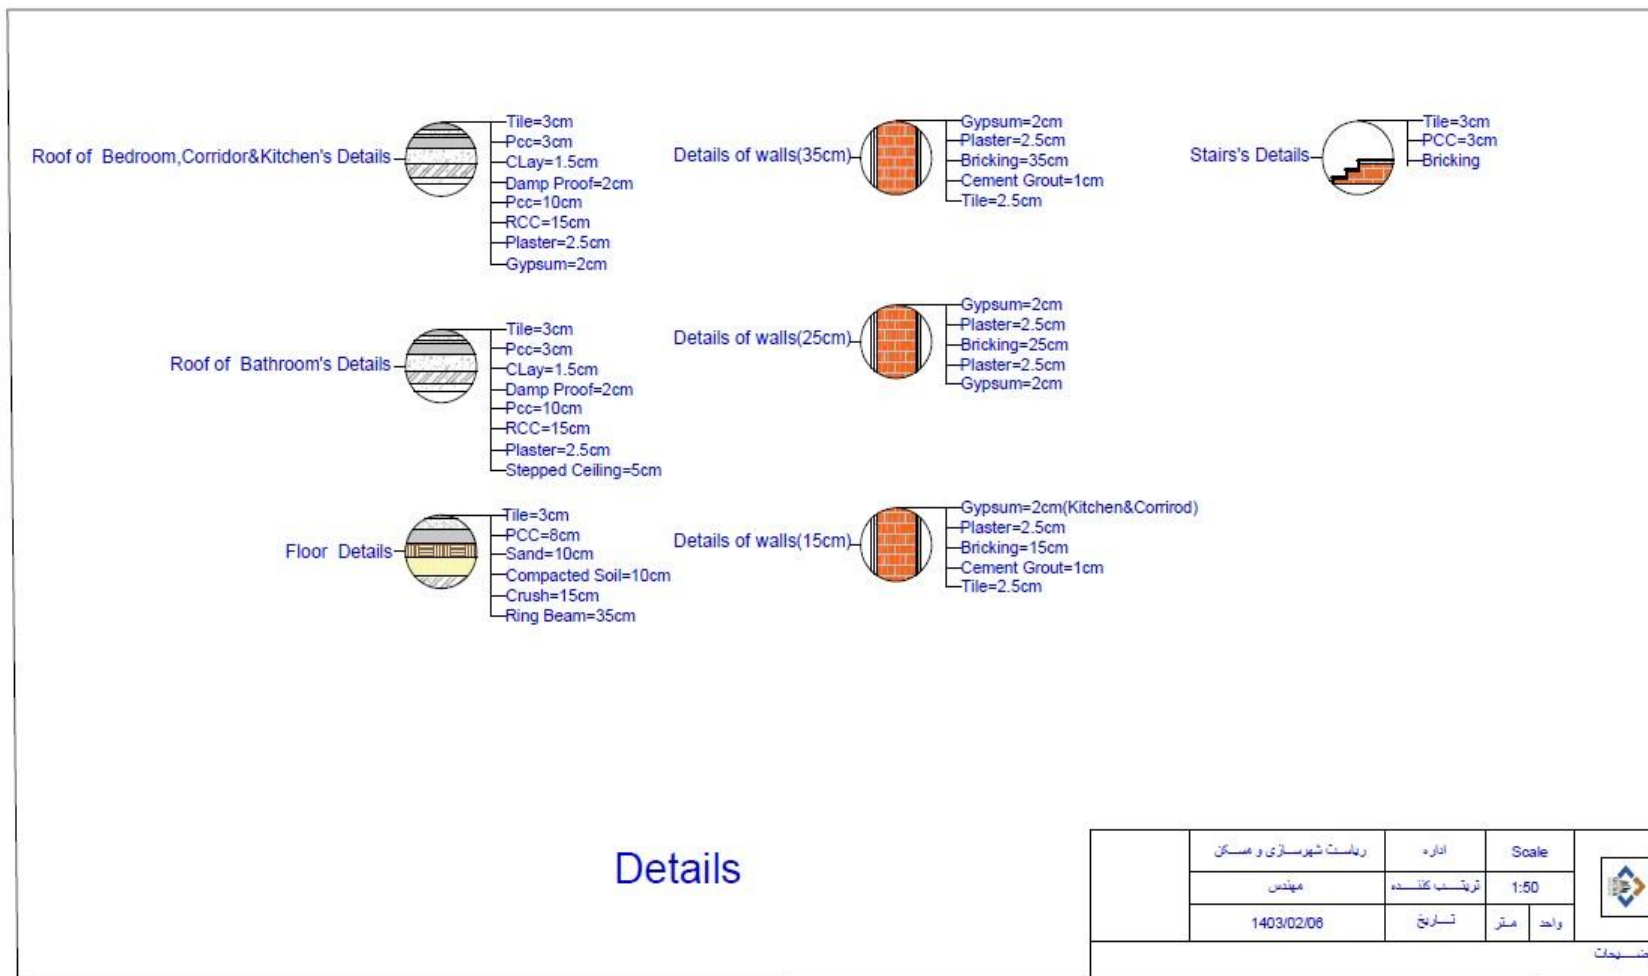 Roof of Bedroom,Corridor&Kitchen's Details
Tile=3cm
Pcc=3cm
CLay=1.5cm
Damp Proof=2cm
Pcc=10cm
RCC=15cm
Plaster=2.5cm
Gypsum=2cm
Details of walls(35cm)
Gypsum=2cm
Plaster=2.5cm
Bricking=35cm
Cement Grout=1cm
Tile=2.5cm
Stairs's Details
Tile=3cm
PCC=3cm
Bricking
Roof of Bathroom's Details
Tile=3cm
Pcc=3cm
CLay=1.5cm
Damp Proof=2cm
Pcc=10cm
RCC=15cm
Plaster=2.5cm
Stepped Ceiling=5cm
Details of walls(25cm)
Gypsum=2cm
Plaster=2.5cm
Bricking=25cm
Plaster=2.5cm
Gypsum=2cm
Floor Details
Tile=3cm
PCC=8cm
Sand=10cm
Compacted Soil=10cm
Crush=15cm
Ring Beam=35cm
Details of walls(15cm)
Gypsum=2cm(Kitchen&Corrirod)
Plaster=2.5cm
Bricking=15cm
Cement Grout=1cm
Tile=2.5cm
Details
Scale
اداره
ریاست شهرسازی و مسکن
1:50
تریتب کننده
مهندس
واحد
متر
تاریخ
1403/02/06